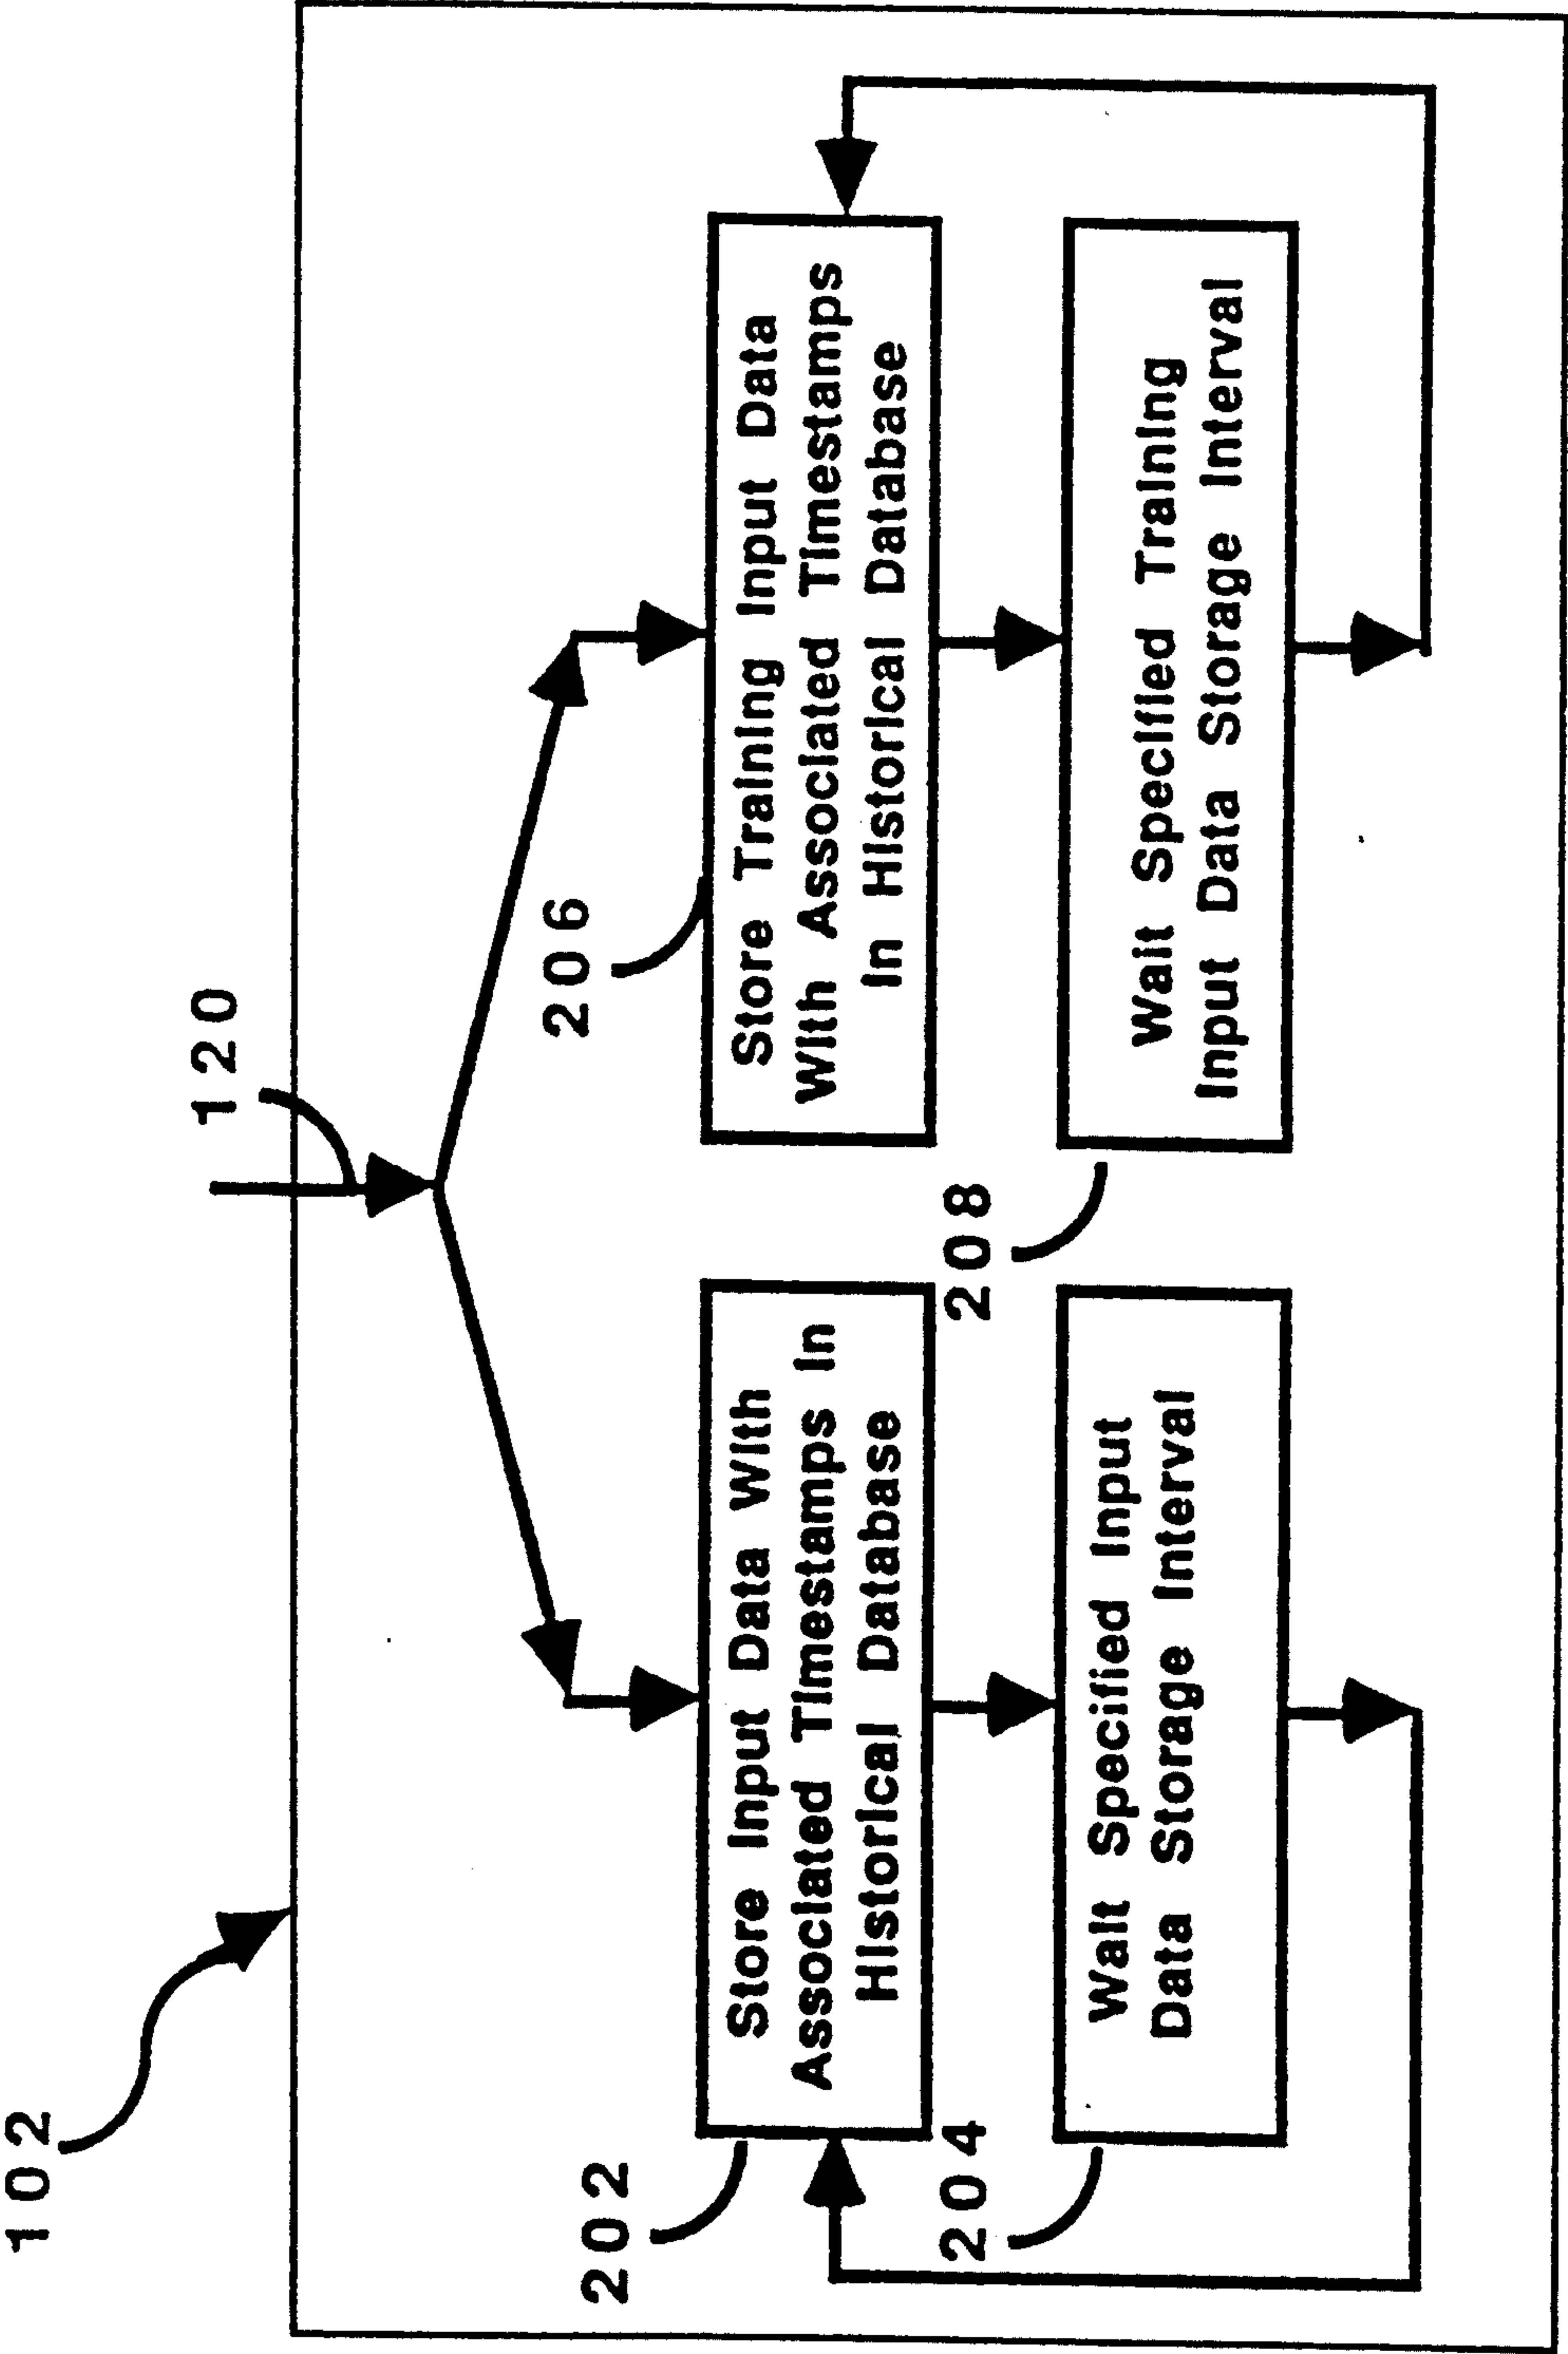 102
120
202
Store Input Data With
Associated Timestamps in
Historical Database
206
Store Training Input Data
With Associated Timestamps
in Historical Database
204
Wait Specified Input
Data Storage Interval
208
Wait Specified Training
Input Data Storage Interval